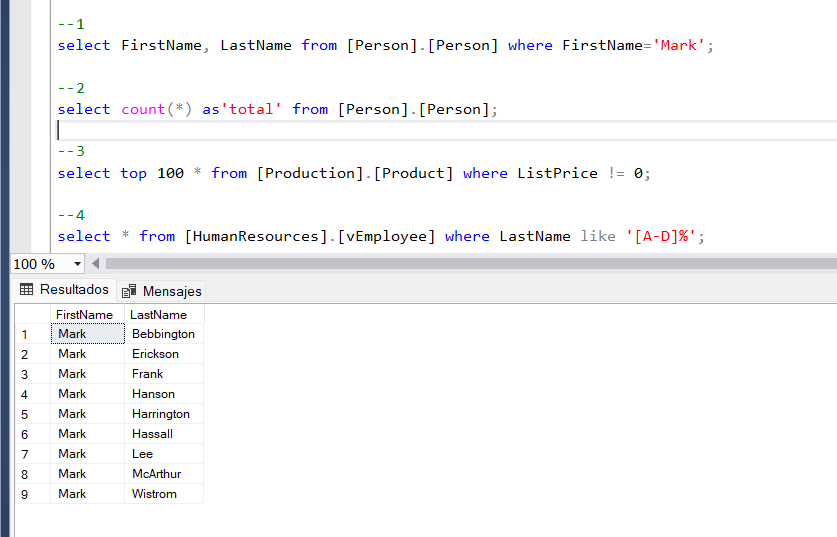 --1
select FirstName, LastName from [Person].[Person] where FirstName='Mark';
--2
select count(*) as'total' from [Person].[Person];
--3
select top 100 * from [Production].[Product] where ListPrice != 0;
--4
select * from [HumanResources].[vEmployee] where LastName like '[A-D]%';
100 %
Resultados Mensajes
FirstName LastName
1 Mark Bebbington
2 Mark Erickson
3 Mark Frank
4 Mark Hanson
5 Mark Harrington
6 Mark Hassall
7 Mark Lee
8 Mark McArthur
9 Mark Wistrom